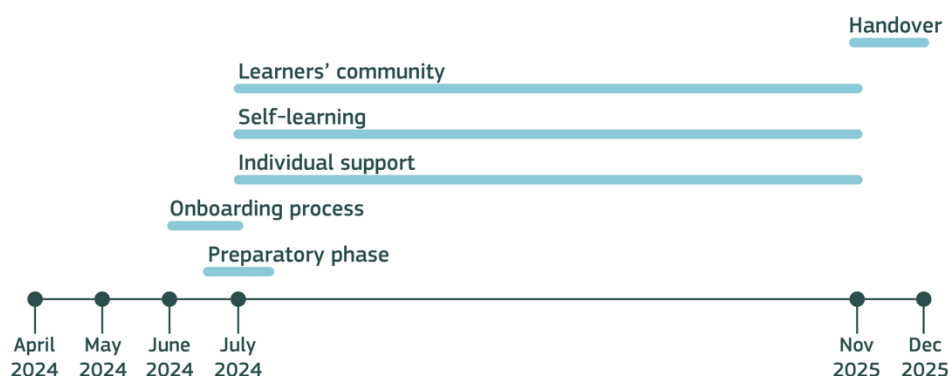 Handover
Learners' community
Self-learning
Individual support
Onboarding process
Preparatory phase
April May June July Nov Dec
2024 2024 2024 2024 2025 2025